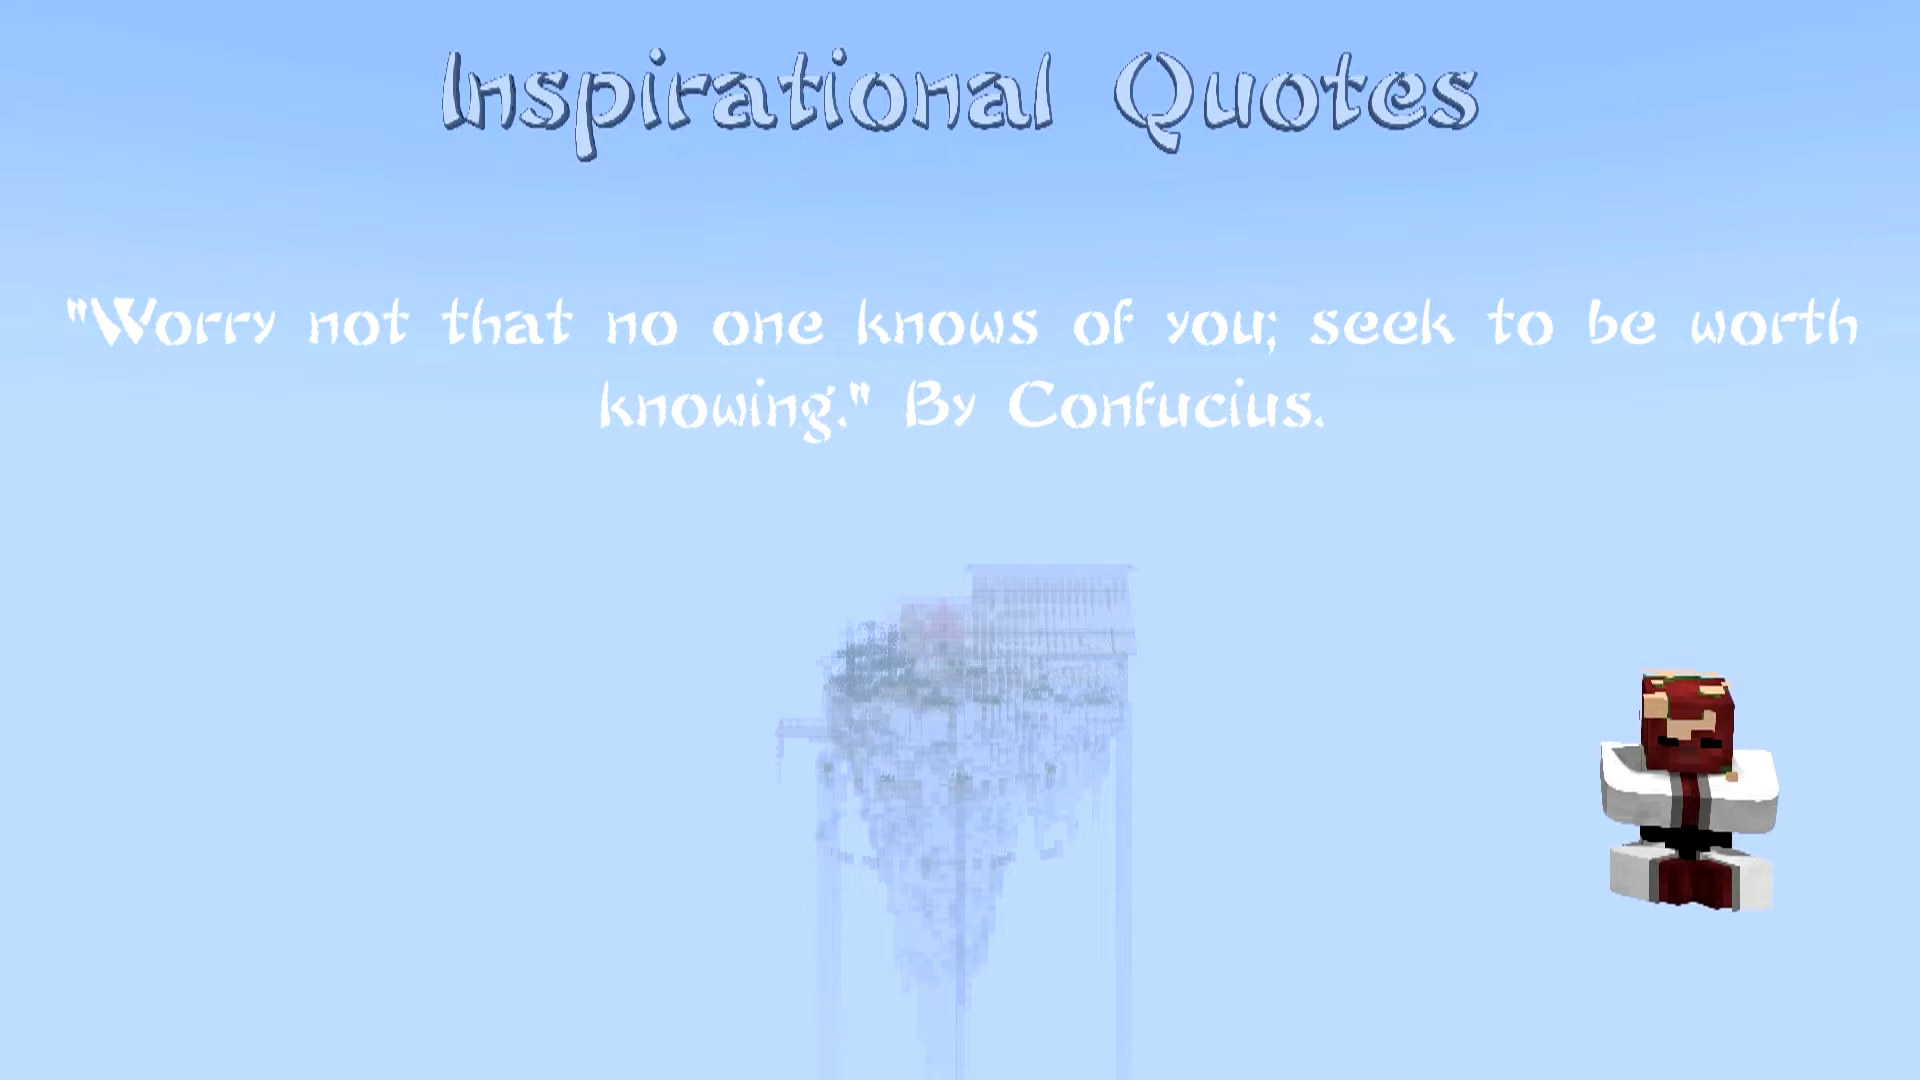 Inspirational Quotes
"Worry not that no one knows of you; seek to be worth
knowing." By Confucius.